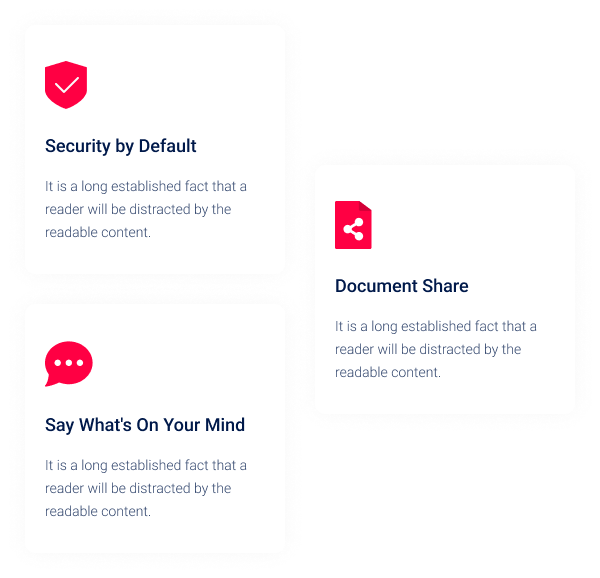 Security by Default
It is a long established fact that a
reader will be distracted by the
readable content.
Document Share
It is a long established fact that a
reader will be distracted by the
readable content.
Say What's On Your Mind
It is a long established fact that a
reader will be distracted by the
readable content.